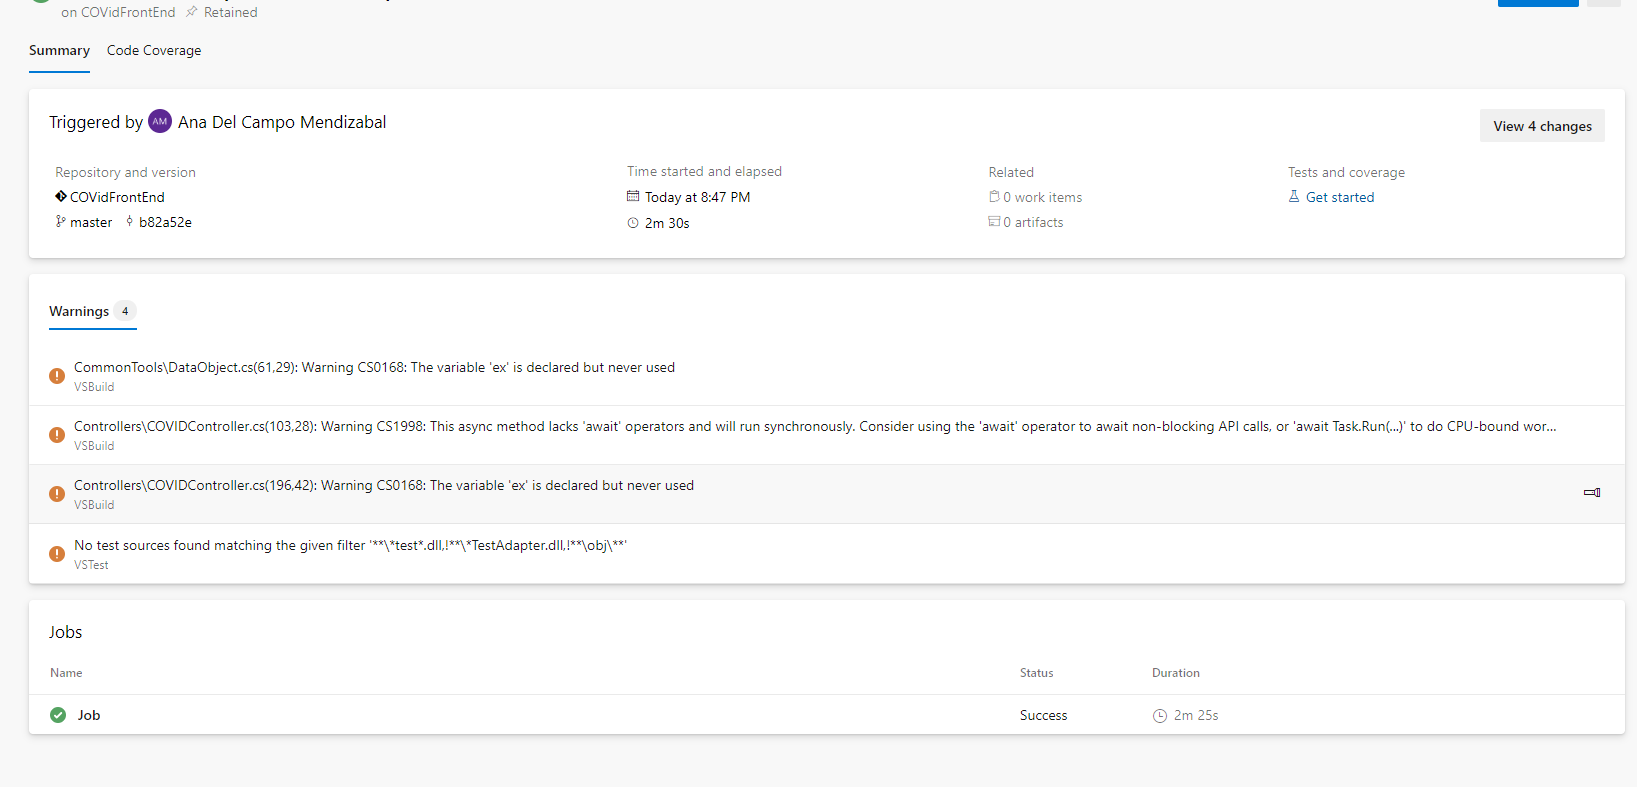 on COVidFrontEnd Retained
Summary Code Coverage
Triggered by AM Ana Del Campo Mendizabal
View 4 changes
Repository and version
Time started and elapsed
Related
Tests and coverage
COVidFrontEnd
Today at 8:47 PM
0 work items
Get started
master b82a52e
2m 30s
0 artifacts
Warnings 4
CommonTools\DataObject.cs(61,29): Warning CS0168: The variable 'ex' is declared but never used
VSBuild
Controllers\COVIDController.cs(103,28): Warning CS1998: This async method lacks 'await' operators and will run synchronously. Consider using the 'await' operator to await non-blocking API calls, or 'await Task.Run(...)' to do CPU-bound wor...
VSBuild
Controllers\COVIDController.cs(196,42): Warning CS0168: The variable 'ex' is declared but never used
VSBuild
No test sources found matching the given filter '**\*test*.dll,!**\*TestAdapter.dll,!**\obj\**'
VSTest
Jobs
Name Status Duration
Job Success 2m 25s